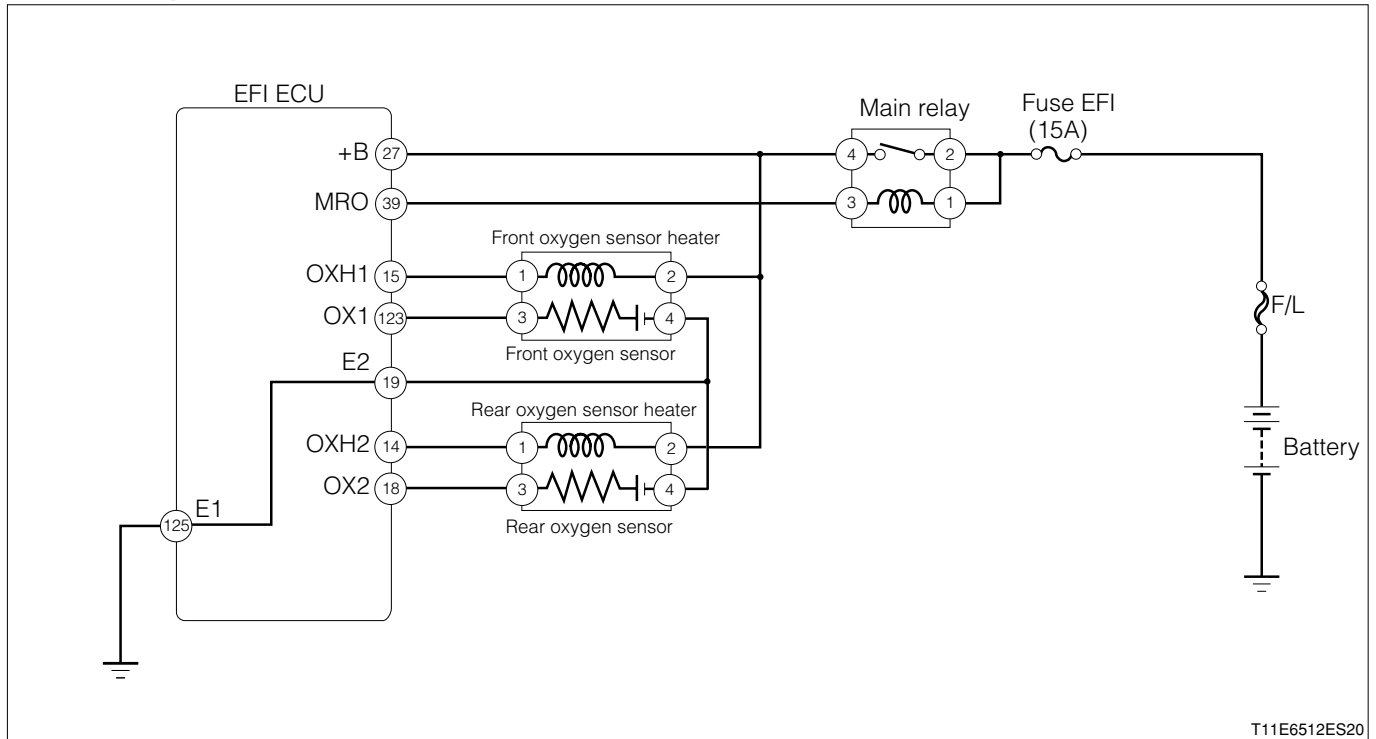 EFI ECU
Main relay
Fuse EFI
(15A)
+B 27
4 2
MRO 39
3 1
Front oxygen sensor heater
OXH1 15
1 2
OX1 123
3 4
F/L
Front oxygen sensor
E2
19
Rear oxygen sensor heater
OXH2 14
1 2
Battery
OX2 18
3 4
E1
125
Rear oxygen sensor
T11E6512ES20